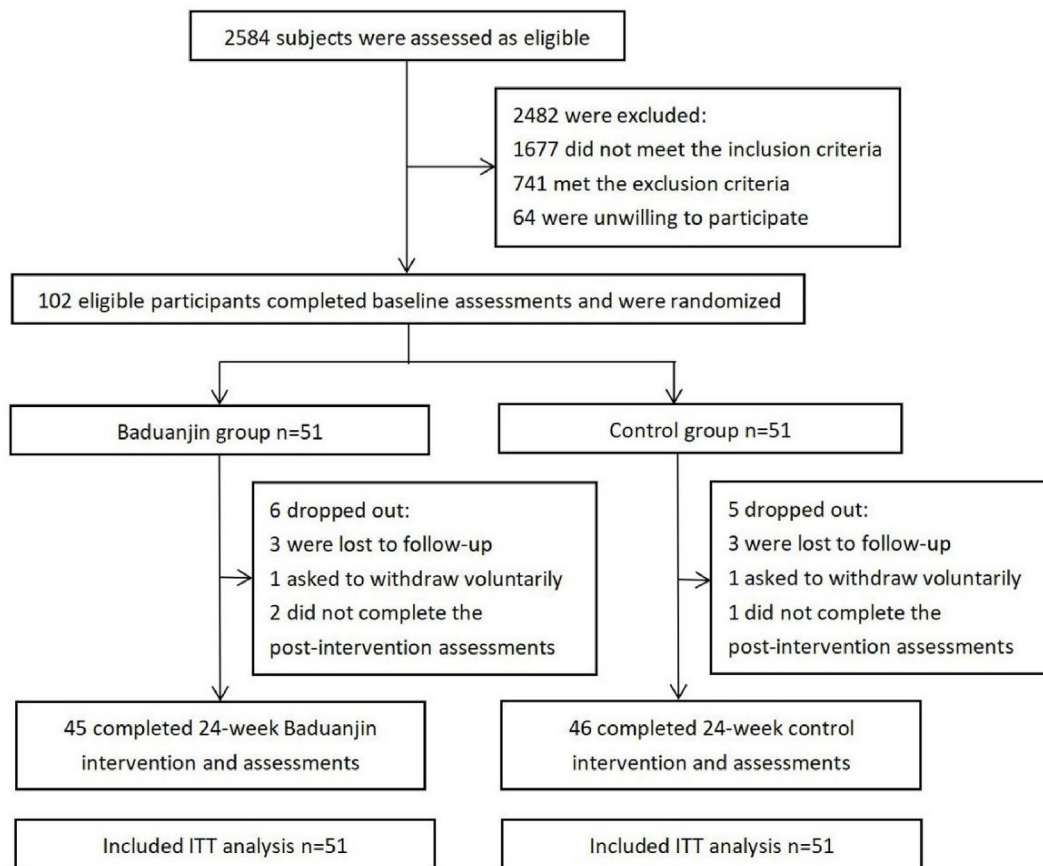 2584 subjects were assessed as eligible
2482 were excluded:
1677 did not meet the inclusion criteria
741 met the exclusion criteria
64 were unwilling to participate
102 eligible participants completed baseline assessments and were randomized
Baduanjin group n=51
Control group n=51
6 dropped out:
3 were lost to follow-up
1 asked to withdraw voluntarily
2 did not complete the
post-intervention assessments
5 dropped out:
3 were lost to follow-up
1 asked to withdraw voluntarily
1 did not complete the
post-intervention assessments
45 completed 24-week Baduanjin
intervention and assessments
46 completed 24-week control
intervention and assessments
Included ITT analysis n=51
Included ITT analysis n=51